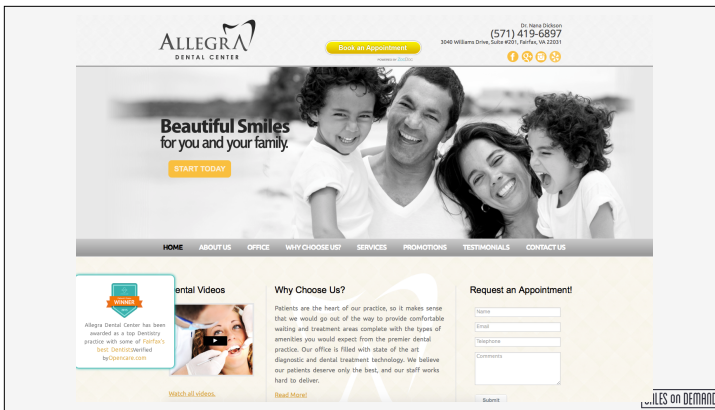 ALLEGRA
DENTAL CENTER
Book an Appointment
Dr. Nana Dickson
(571) 419-6897
3040 Williams Drive, Suite #201, Fairfax, VA 22031
Beautiful Smiles
for you and your family.
START TODAY
HOME ABOUT US OFFICE WHY CHOOSE US? SERVICES PROMOTIONS TESTIMONIALS CONTACT US
WINNER
Allegra Dental Center has been
awarded as a top Dentistry
practice with some of Fairfax's
best DentistsVerified
byOpencare.com
ental Videos
Watch all videos.
Why Choose Us?
Patients are the heart of our practice, so it makes sense
that we would go out of the way to provide comfortable
waiting and treatment areas complete with the types of
amenities you would expect from the premier dental
practice. Our office is filled with state of the art
diagnostic and dental treatment technology. We believe
our patients deserve only the best, and our staff works
hard to deliver.
Read More!
Request an Appointment!
Name
Email
Telephone
Comments
Submit
ON DEMAND